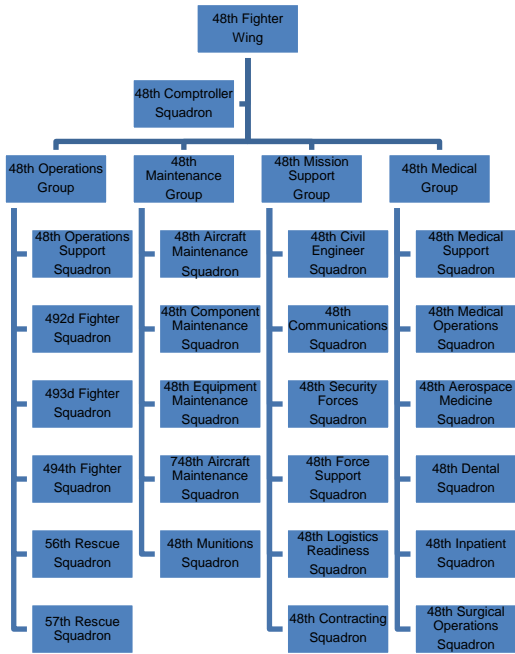 48th Fighter
Wing
48th Comptroller
Squadron
48th Operations
Group
48th
Maintenance
Group
48th Mission
Support
Group
48th Medical
Group
48th Operations
Support
Squadron
492d Fighter
Squadron
493d Fighter
Squadron
494th Fighter
Squadron
56th Rescue
Squadron
57th Rescue
Squadron
48th Aircraft
Maintenance
Squadron
48th Component
Maintenance
Squadron
48th Equipment
Maintenance
Squadron
748th Aircraft
Maintenance
Squadron
48th Munitions
Squadron
48th Civil
Engineer
Squadron
48th
Communications
Squadron
48th Security
Forces
Squadron
48th Force
Support
Squadron
48th Logistics
Readiness
Squadron
48th Contracting
Squadron
48th Medical
Support
Squadron
48th Medical
Operations
Squadron
48th Aerospace
Medicine
Squadron
48th Dental
Squadron
48th Inpatient
Squadron
48th Surgical
Operations
Squadron